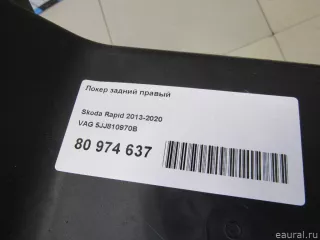 Локер задний правый
Skoda Rapid 2013-2020
VAG 5JJ810970B
80 974 637
© eaural.ru